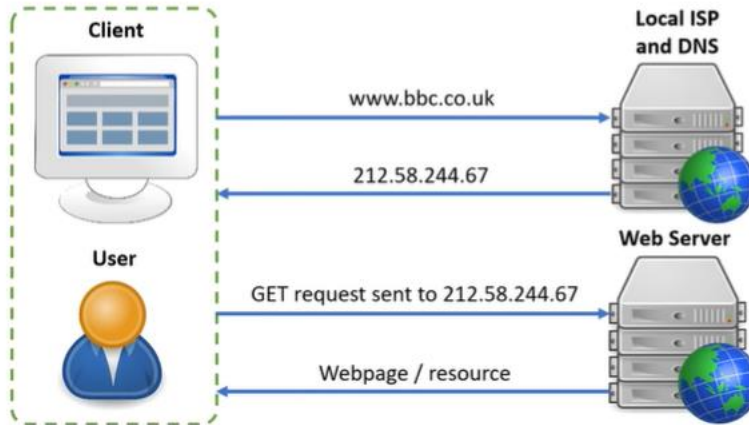 Client
Local ISP
and DNS
www.bbc.co.uk
212.58.244.67
User
Web Server
GET request sent to 212.58.244.67
Webpage / resource